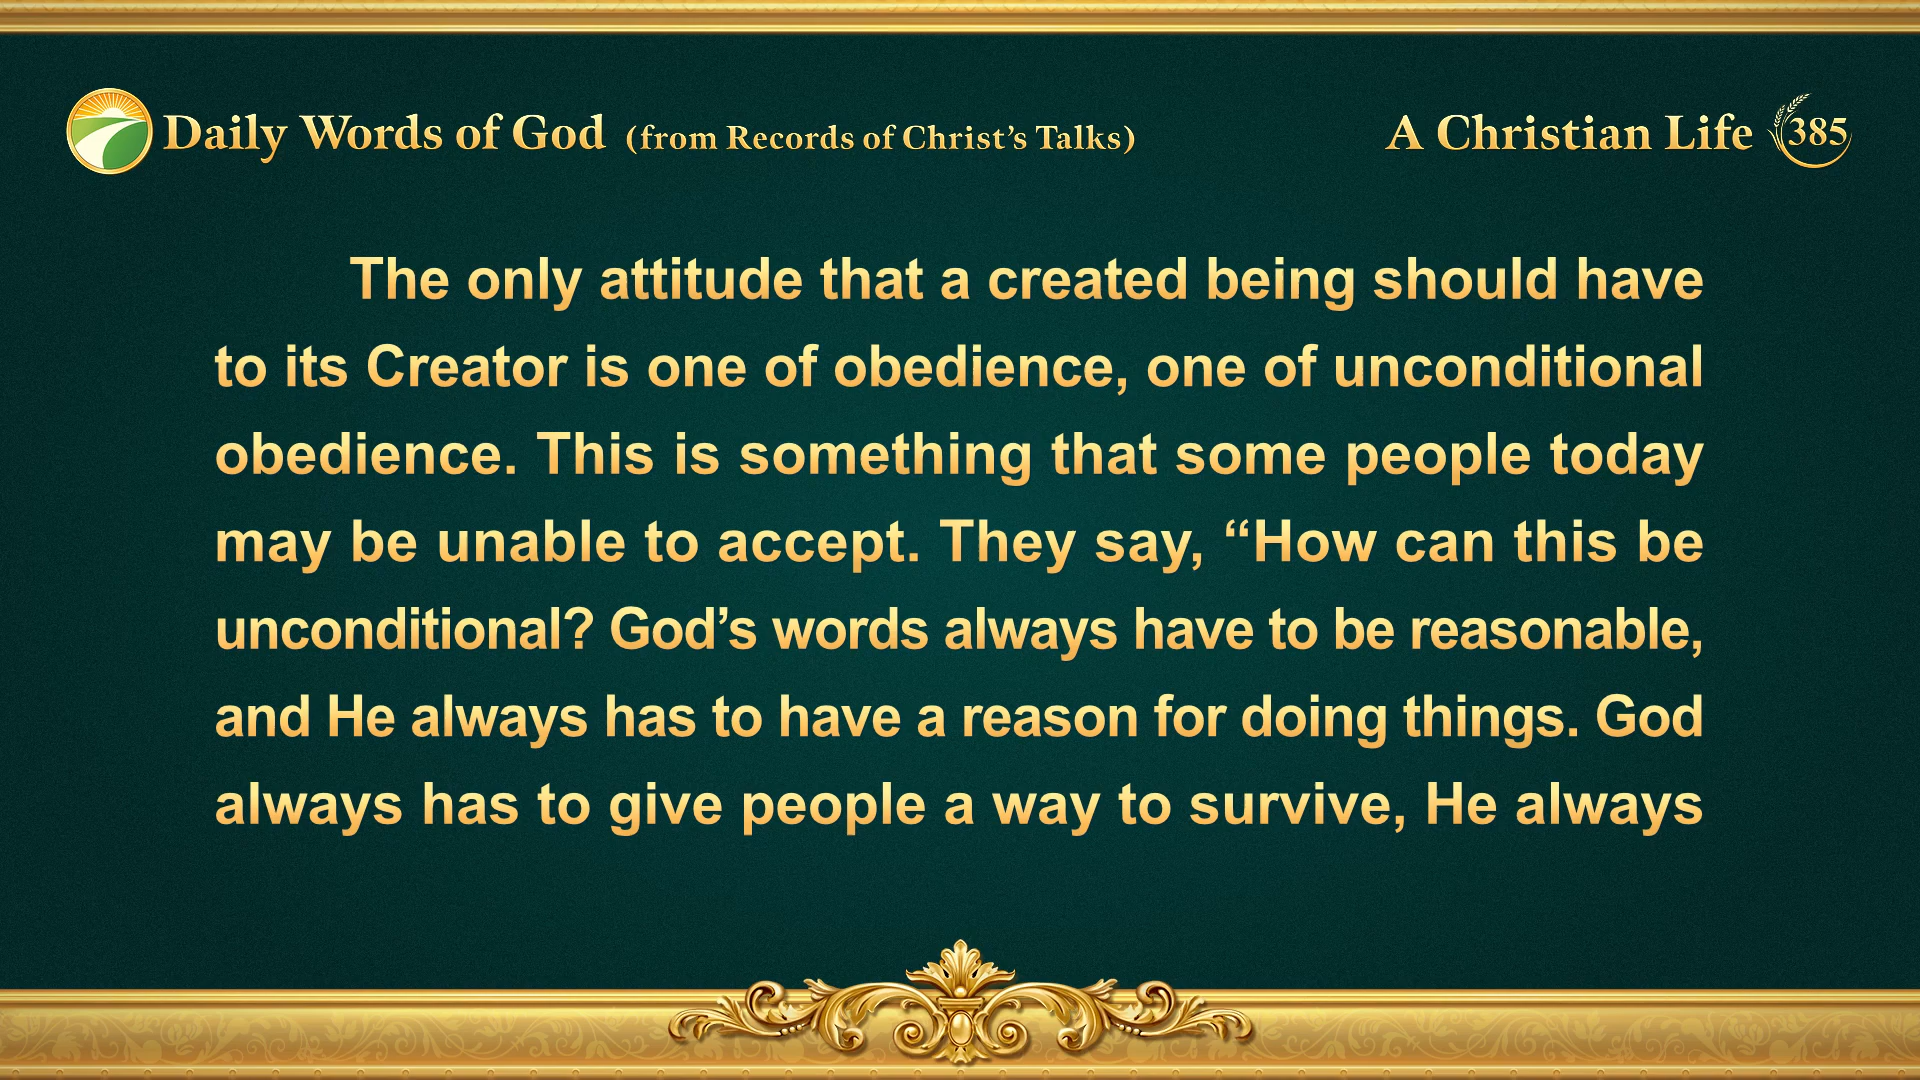 Daily Words of God (from Records of Christ’s Talks)
A Christian Life 385
The only attitude that a created being should have
to its Creator is one of obedience, one of unconditional
obedience. This is something that some people today
may be unable to accept. They say, “How can this be
unconditional? God’s words always have to be reasonable,
and He always has to have a reason for doing things. God
always has to give people a way to survive, He always